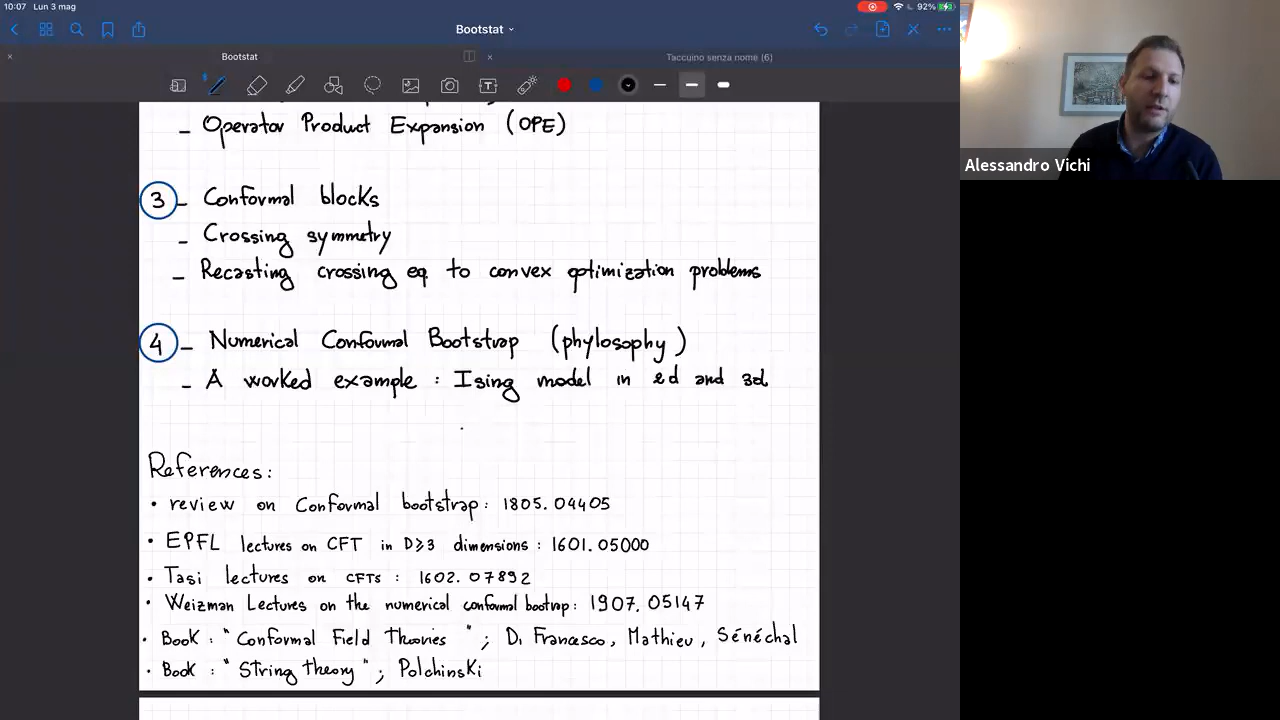 10:07 Lun 3 mag
92%
Bootstat
Bootstat
Taccuino senza nome (6)
Alessandro Vichi
– Operator Product Expansion (OPE)
3 – Conformal blocks
– Crossing symmetry
– Recasting crossing eq to convex optimization problems
4 – Numerical Conformal Bootstrap (phylosophy)
– A worked example : Ising model in 2d and 3d
References:
• review on Conformal bootstrap: 1805.04405
• EPFL lectures on CFT in D≥3 dimensions : 1601.05000
• Tasi lectures on CFTs : 1602.07892
• Weizman Lectures on the numerical conformal bootrap: 1907.05147
• Book : "Conformal Field Theories" ; Di Francesco, Mathieu, Sénéchal
• Book : "String theory" ; Polchinski